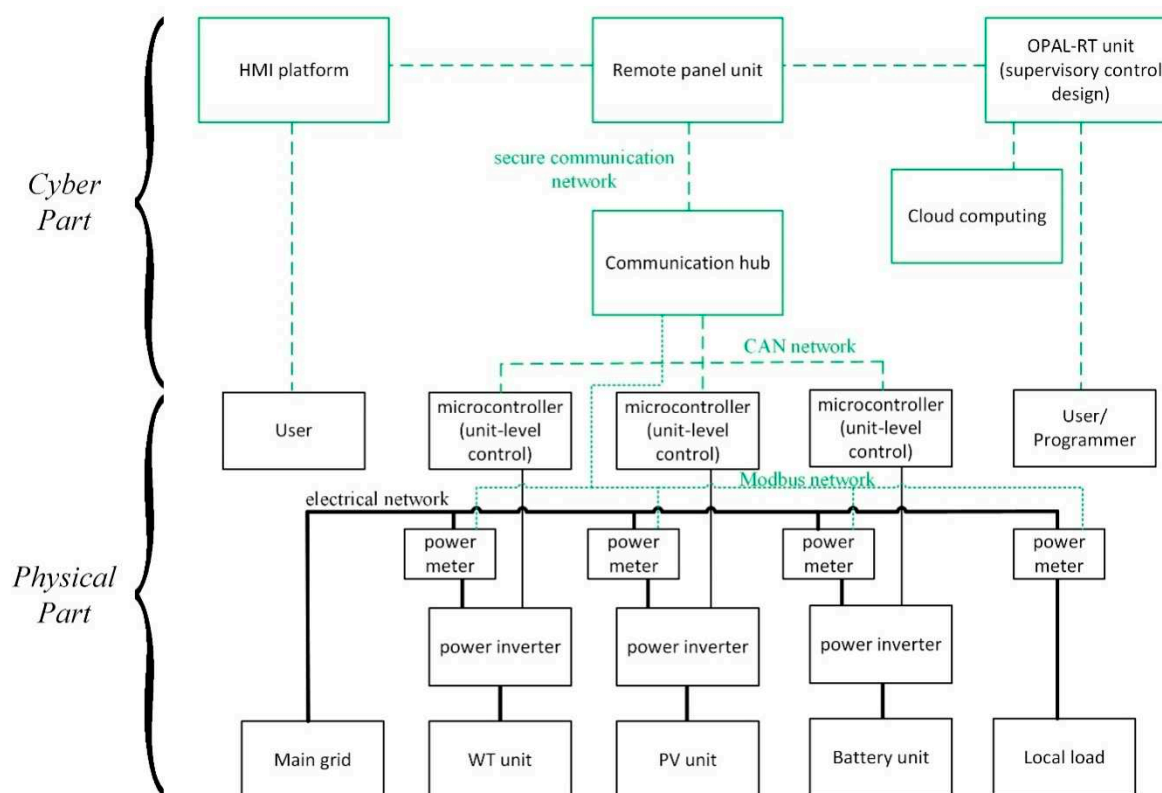 HMI platform
Remote panel unit
OPAL-RT unit
(supervisory control
design)
secure communication
network
Cyber
Part
Cloud computing
Communication hub
CAN network
User
microcontroller
(unit-level
control)
microcontroller
(unit-level
control)
microcontroller
(unit-level
control)
User/
Programmer
Modbus network
electrical network
power
meter
power
meter
power
meter
power
meter
Physical
Part
power inverter
power inverter
power inverter
Main grid
WT unit
PV unit
Battery unit
Local load